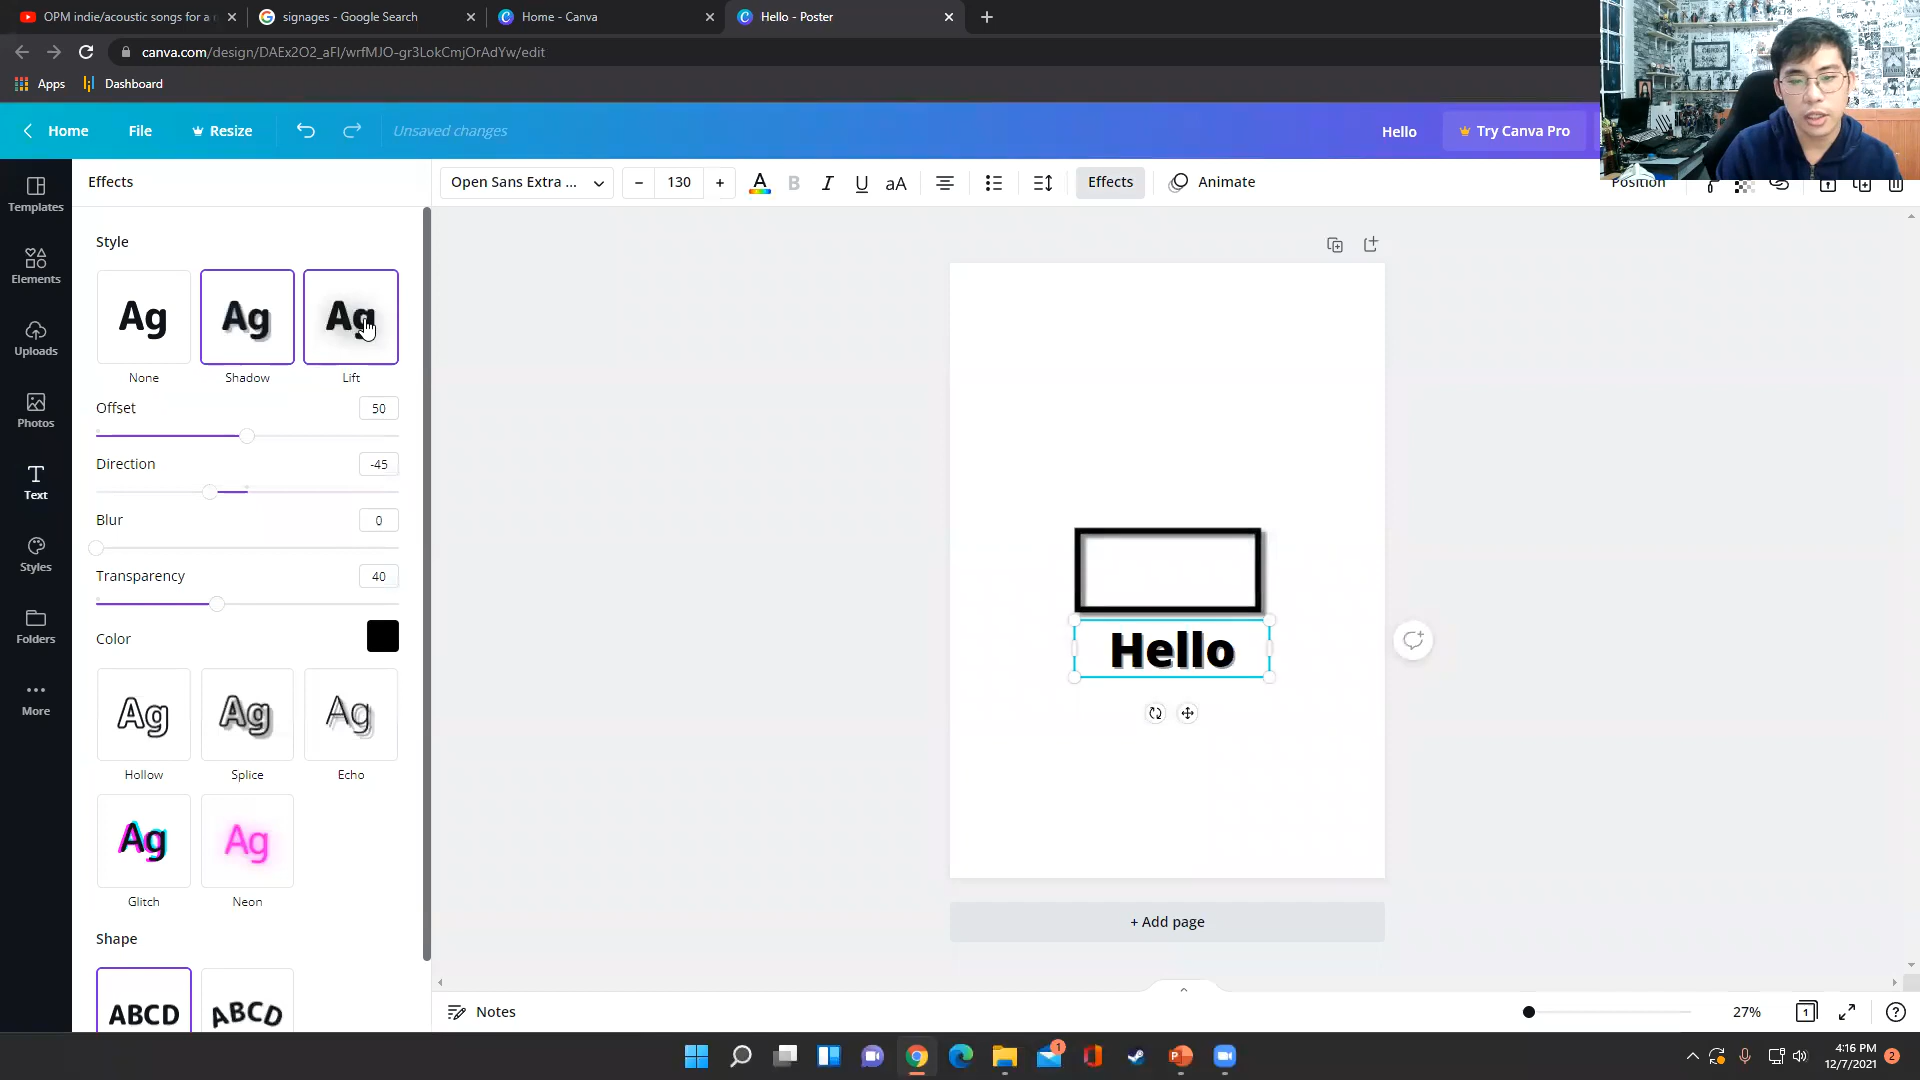 OPM indie/acoustic songs for a
signages - Google Search
Home - Canva
Hello - Poster
canva.com/design/DAEx2O2_aFI/wrfMJO-gr3LokCmjOrAdYw/edit
Apps
Dashboard
Home
File
Resize
Unsaved changes
Hello
Try Canva Pro
Templates
Elements
Uploads
Photos
Text
Styles
Folders
More
Effects
Open Sans Extra ...
130
A
B
I
U
aA
Effects
Animate
Position
Style
Ag
Ag
Ag
None
Shadow
Lift
Offset
50
Direction
-45
Blur
0
Transparency
40
Color
Ag
Ag
Ag
Hollow
Splice
Echo
Ag
Ag
Glitch
Neon
Shape
ABCD
ABCD
Hello
+ Add page
Notes
27%
1
1
4:16 PM
12/7/2021
2